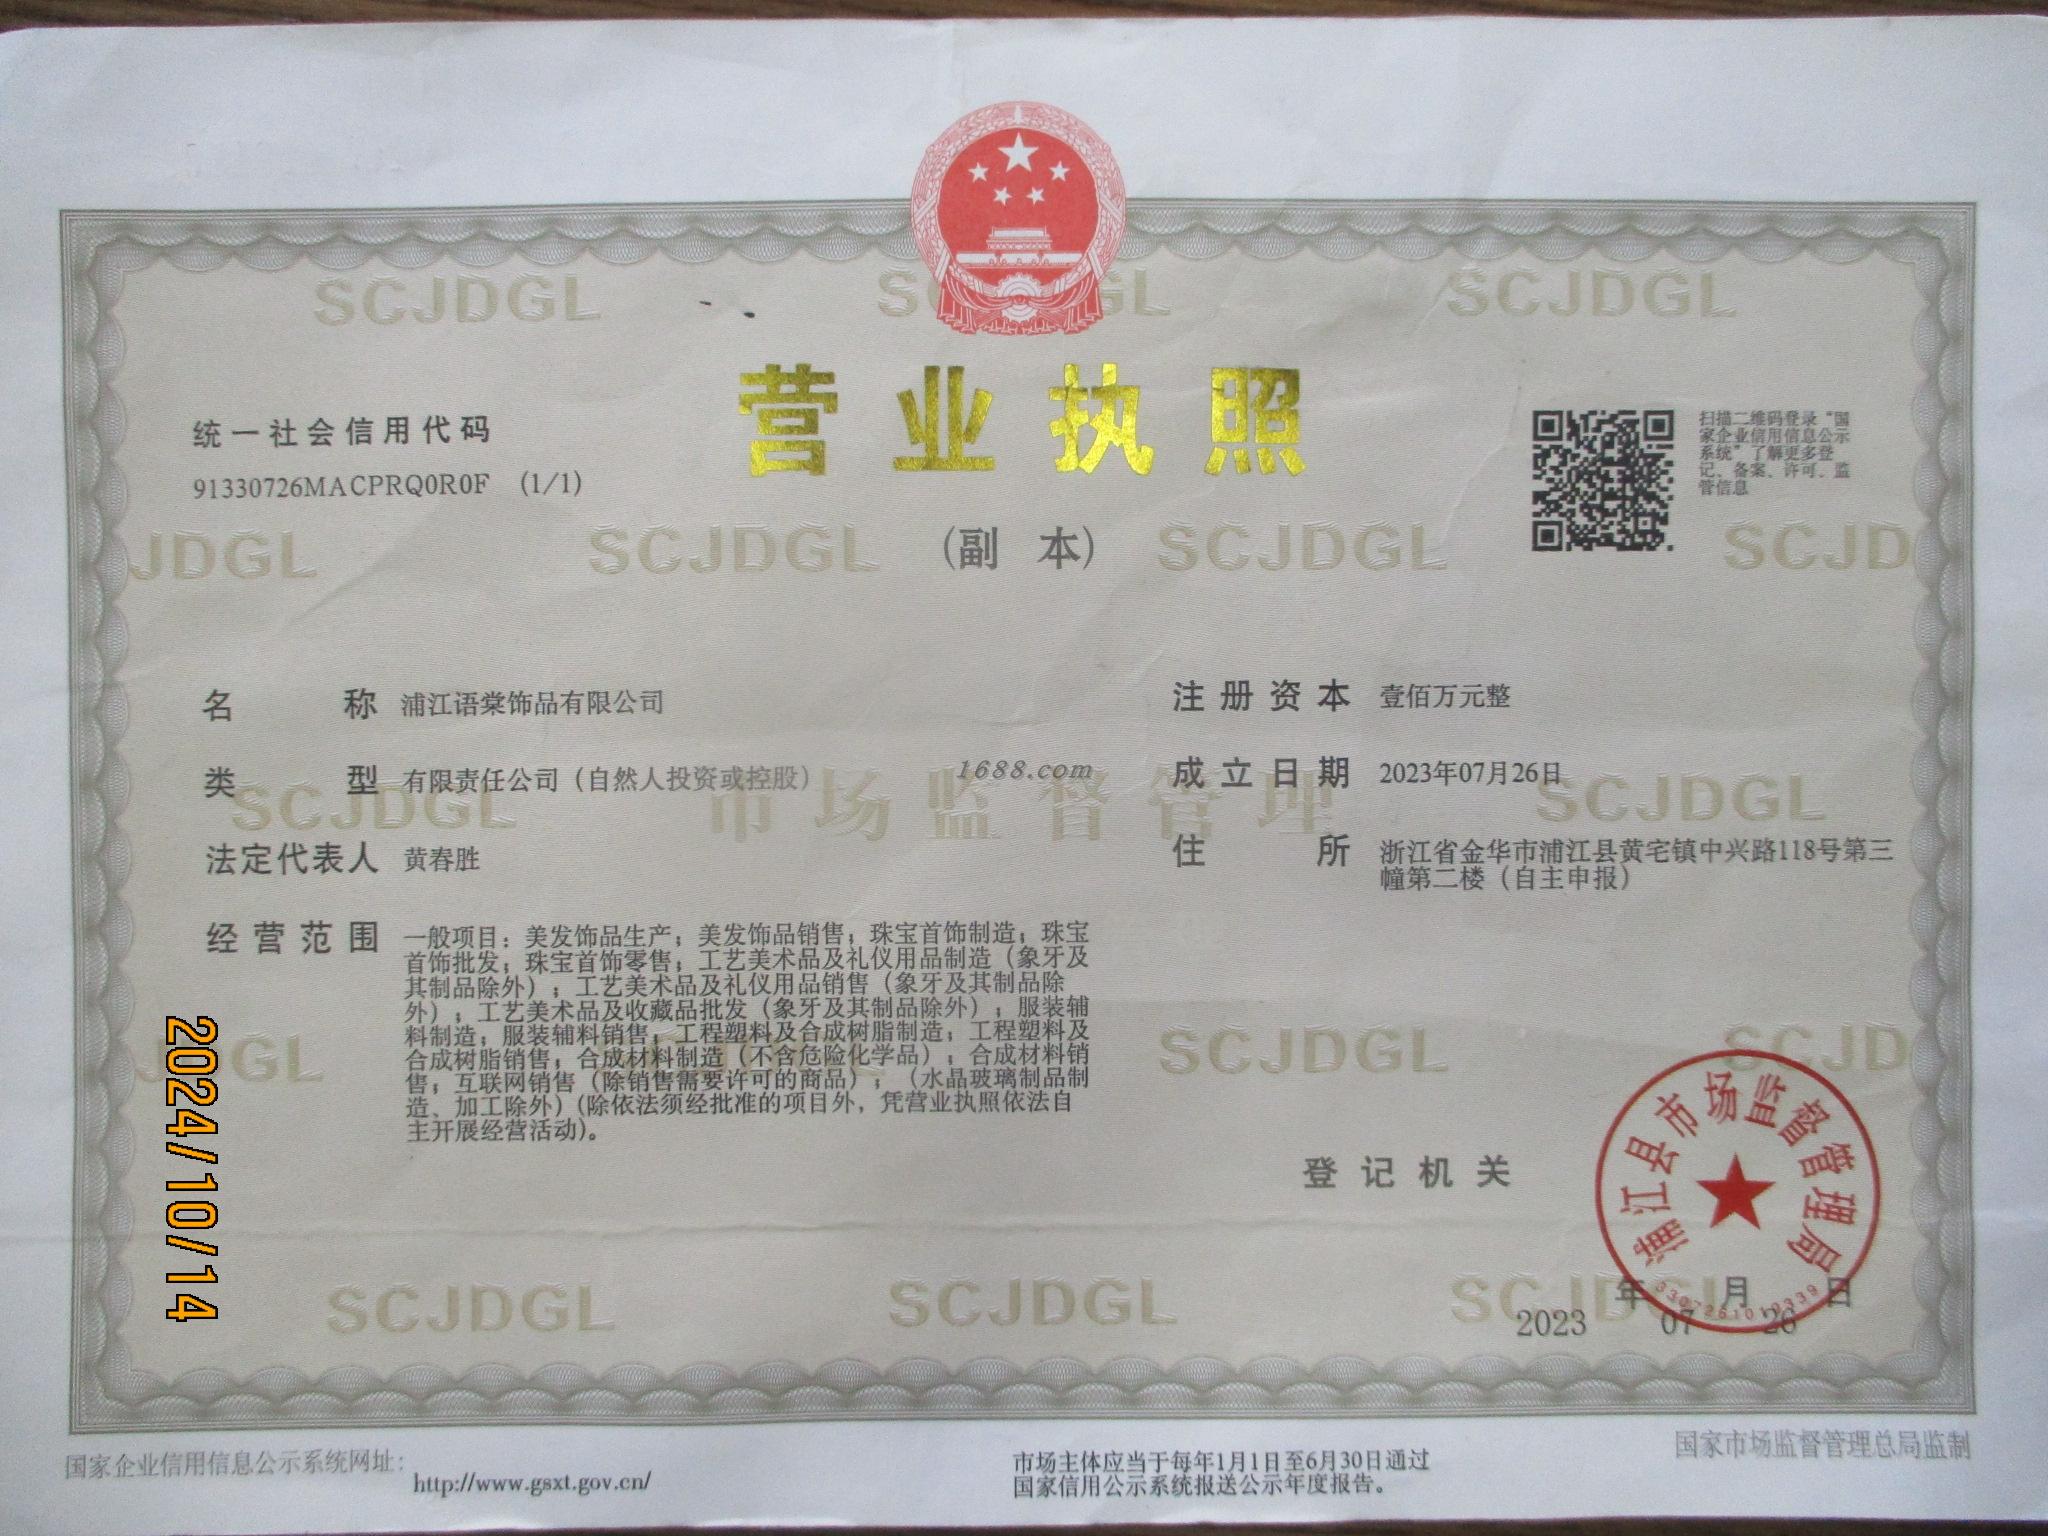 SCJDGL
SCJDGL
SCJDGL
营业执照
统一社会信用代码
91330726MACPRQ0R0F (1/1)
扫描二维码登录“国
家企业信用信息公示
系统”了解更多登
记、备案、许可、监
管信息
(副 本)
JDGL
SCJDGL
SCJDGL
SCJD
名 称 浦江语棠饰品有限公司
注册资本 壹佰万元整
类 型 有限责任公司（自然人投资或控股）
1688.com
成立日期 2023年07月26日
SCJDGL
市场监督管理
SCJDGL
法定代表人 黄春胜
住 所 浙江省金华市浦江县黄宅镇中兴路118号第三
幢第二楼（自主申报）
经营范围 一般项目：美发饰品生产；美发饰品销售；珠宝首饰制造；珠宝
首饰批发；珠宝首饰零售；工艺美术品及礼仪用品制造（象牙及
其制品除外）；工艺美术品及礼仪用品销售（象牙及其制品除
外）；工艺美术品及收藏品批发（象牙及其制品除外）；服装辅
料制造；服装辅料销售；工程塑料及合成树脂制造；工程塑料及
合成树脂销售；合成材料制造（不含危险化学品）；合成材料销
售；互联网销售（除销售需要许可的商品）；（水晶玻璃制品制
造、加工除外）(除依法须经批准的项目外，凭营业执照依法自
主开展经营活动)。
GL
SCJDGL
SCJD
2024/10/14
登记机关
浦江县市场监督管理局
年 月 日
2023 07 26
SCJDGL
SCJDGL
SCJDGL
国家企业信用信息公示系统网址：
http://www.gsxt.gov.cn/
市场主体应当于每年1月1日至6月30日通过
国家信用公示系统报送公示年度报告。
国家市场监督管理总局监制